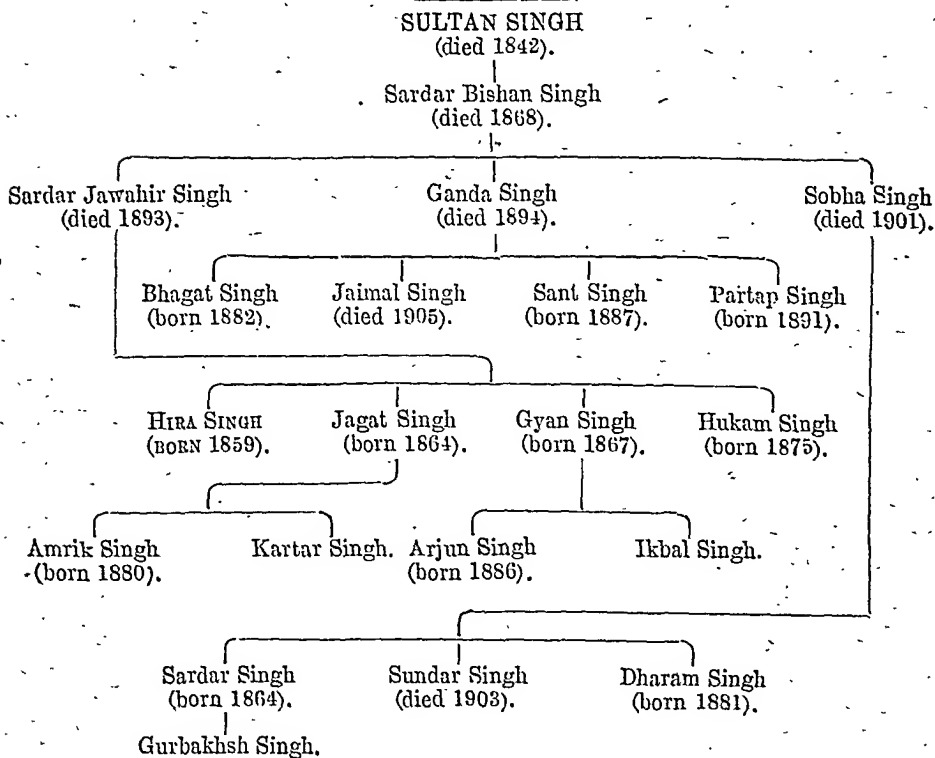 SULTAN SINGH
(died 1842).
Sardar Bishan Singh
(died 1868).
Sardar Jawahir Singh
(died 1893).
Ganda Singh
(died 1894).
Sobha Singh
(died 1901).
Bhagat Singh
(born 1882).
Jaimal Singh
(died 1905).
Sant Singh
(born 1887).
Partap Singh
(born 1891).
HIRA SINGH
(BORN 1859).
Jagat Singh
(born 1864).
Gyan Singh
(born 1867).
Hukam Singh
(born 1875).
Amrik Singh
(born 1880).
Kartar Singh.
Arjun Singh
(born 1886).
Ikbal Singh.
Sardar Singh
(born 1864).
Sundar Singh
(died 1903).
Dharam Singh
(born 1881).
Gurbakhsh Singh.